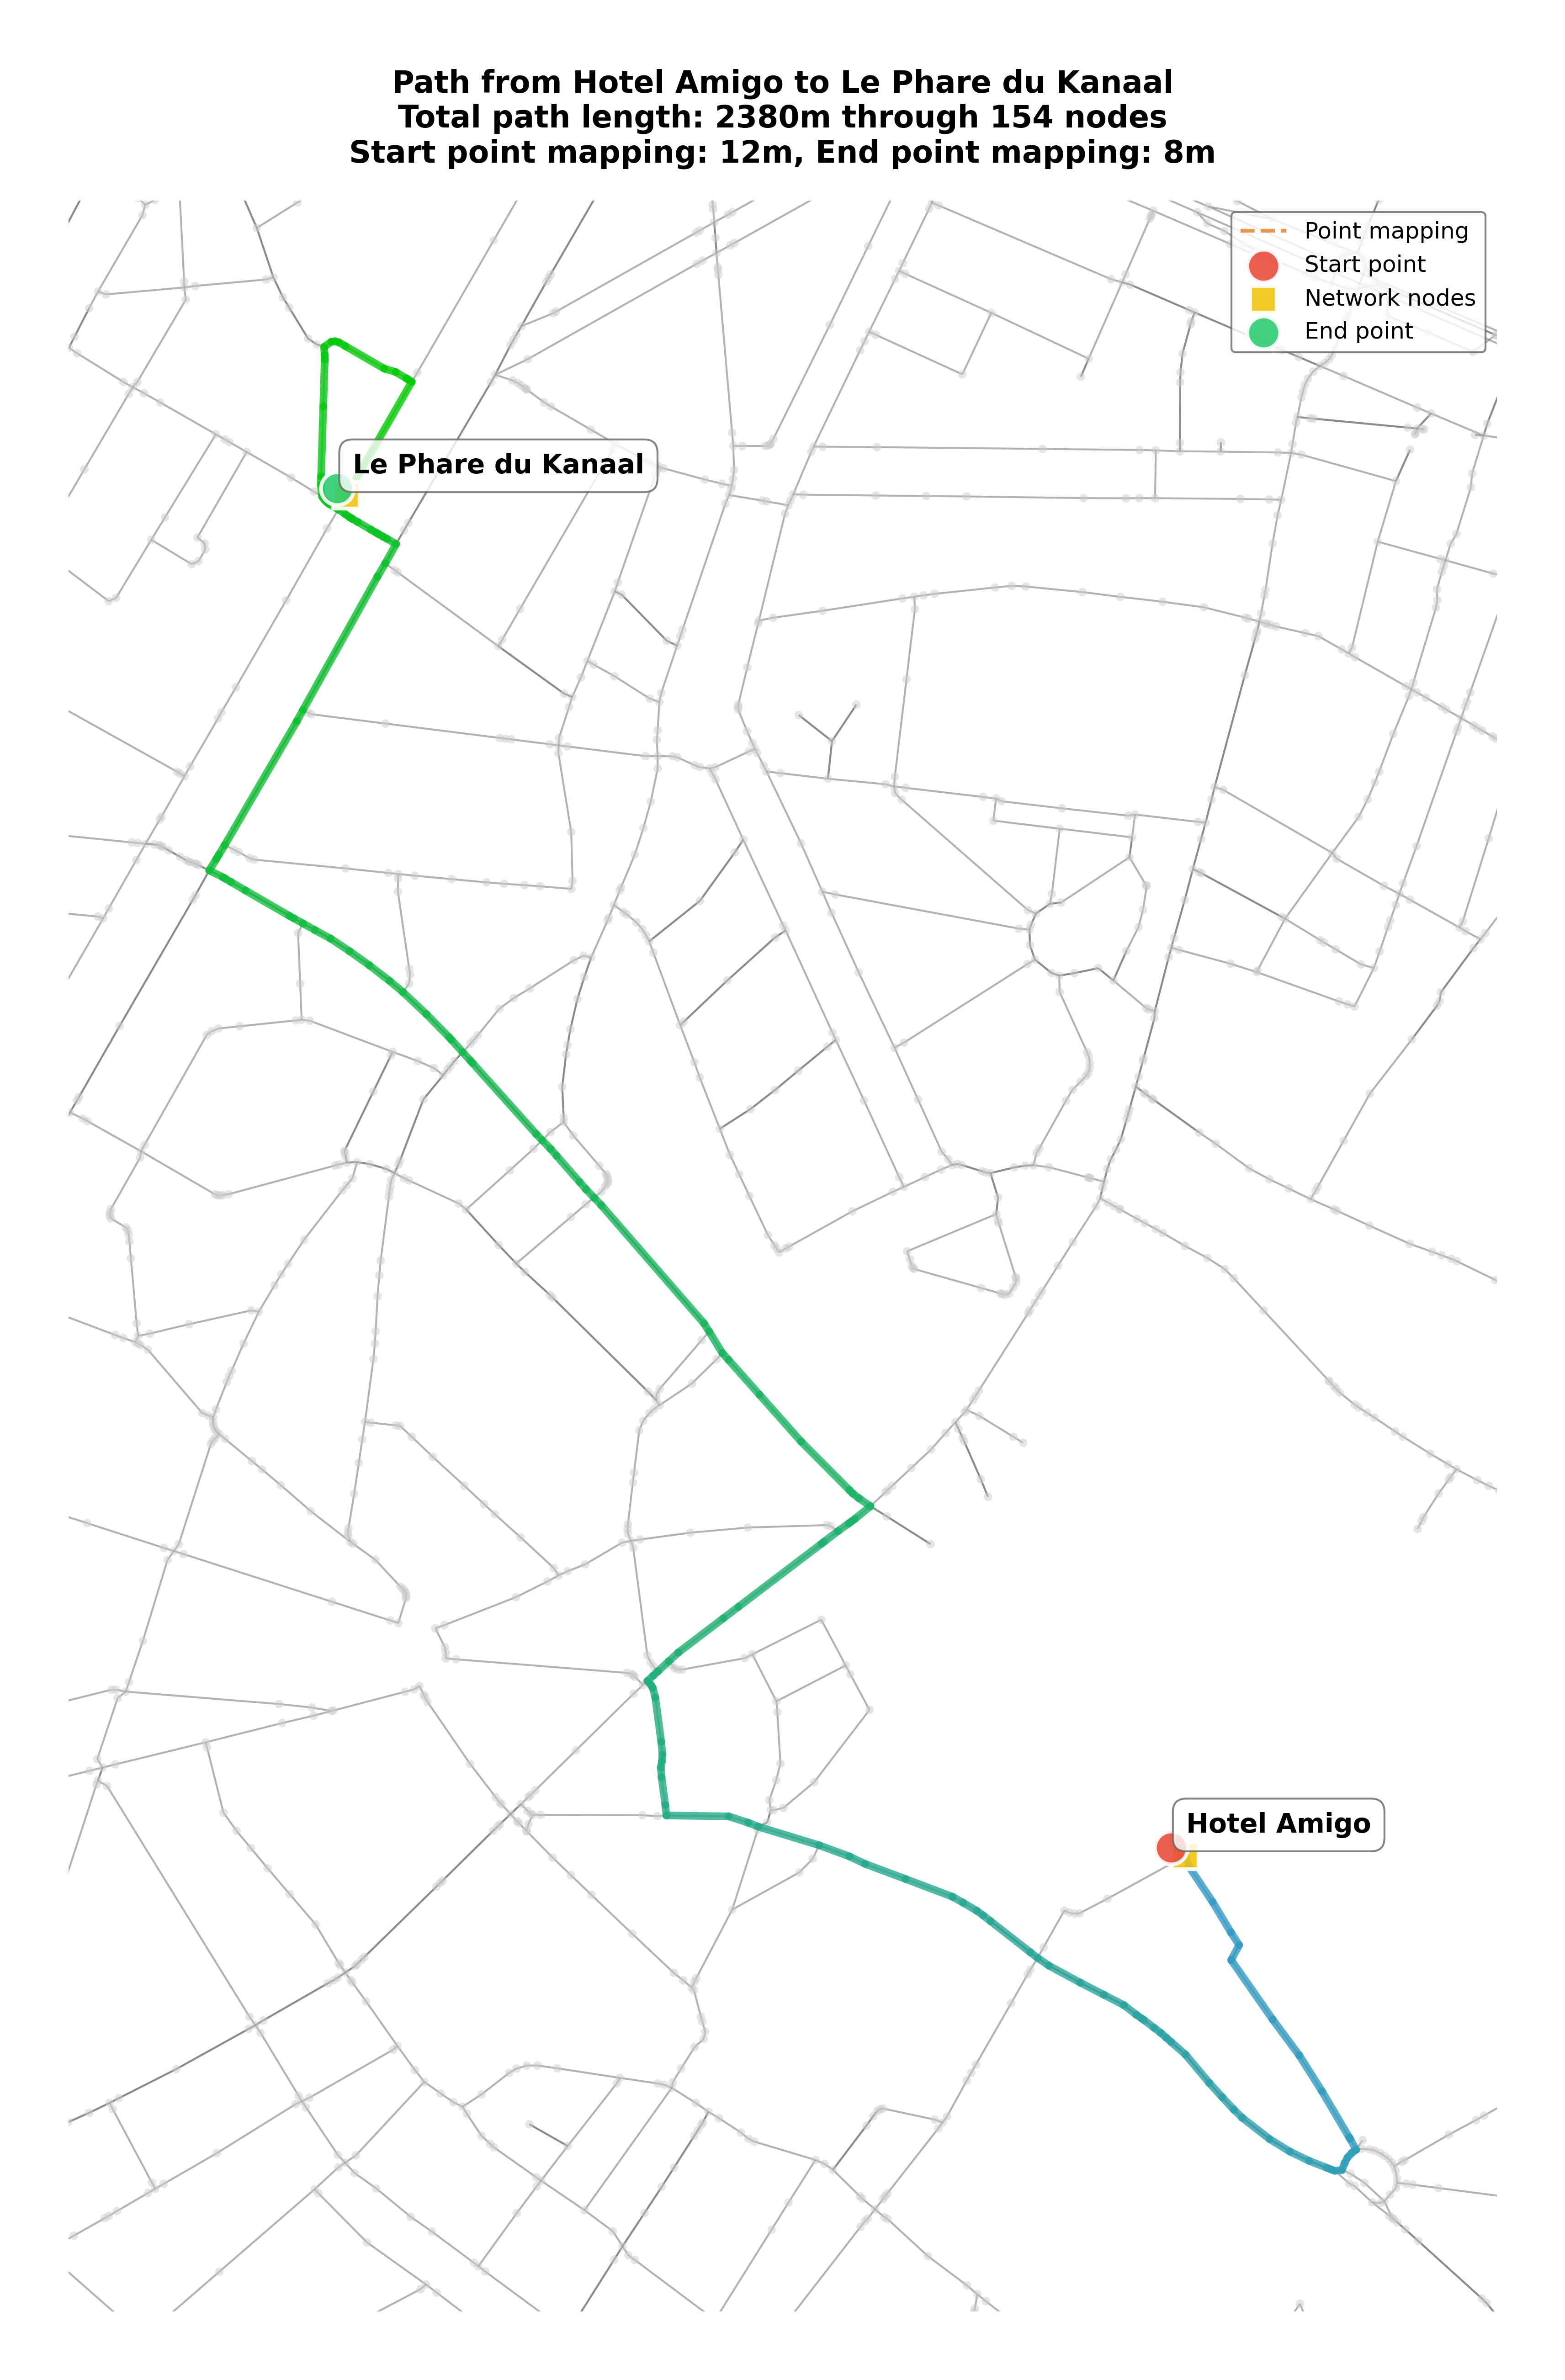 Path from Hotel Amigo to Le Phare du Kanaal
Total path length: 2380m through 154 nodes
Start point mapping: 12m, End point mapping: 8m
Point mapping
Start point
Network nodes
End point
Le Phare du Kanaal
Hotel Amigo